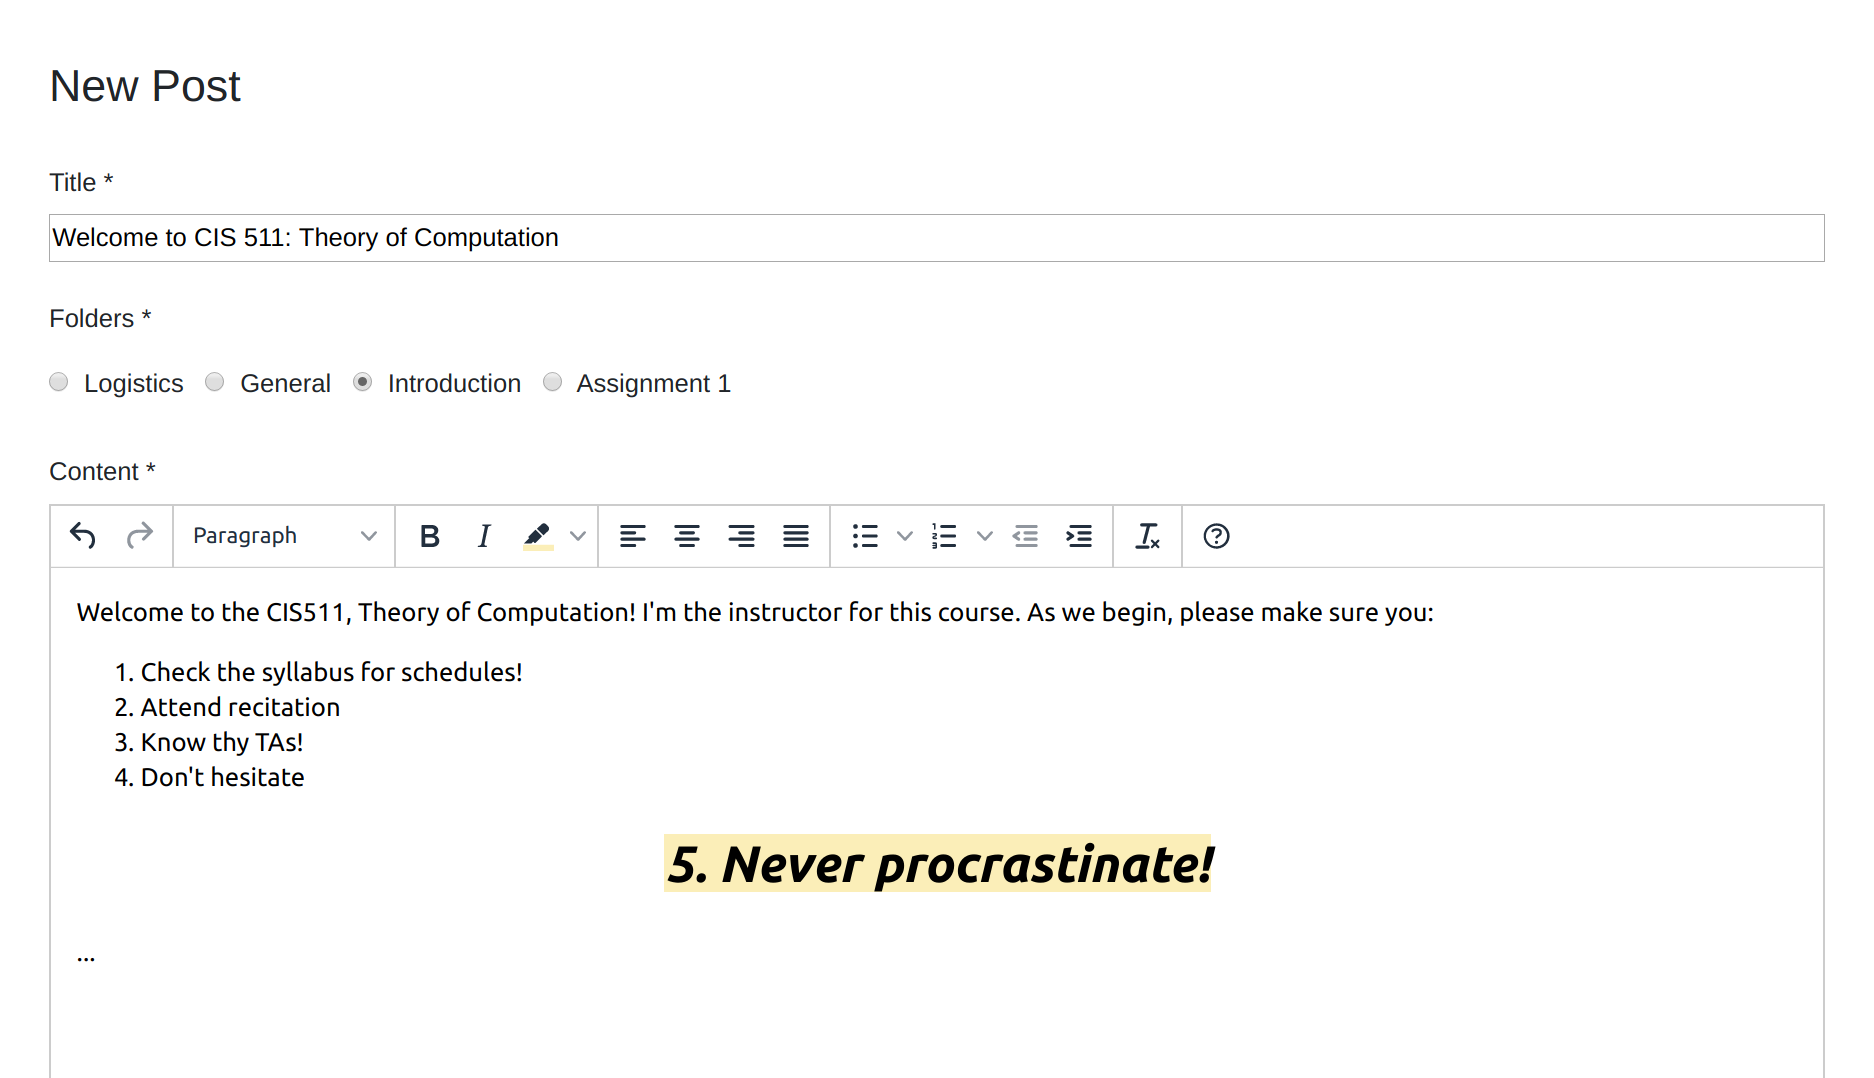 New Post
Title *
Welcome to CIS 511: Theory of Computation
Folders *
Logistics General Introduction Assignment 1
Content *
Paragraph B I
Welcome to the CIS511, Theory of Computation! I'm the instructor for this course. As we begin, please make sure you:
1. Check the syllabus for schedules!
2. Attend recitation
3. Know thy TAs!
4. Don't hesitate
5. Never procrastinate!
...